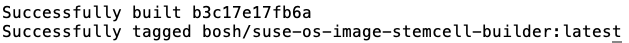 Successfully built b3c17e17fb6a
Successfully tagged bosh/suse-os-image-stemcell-builder:latest